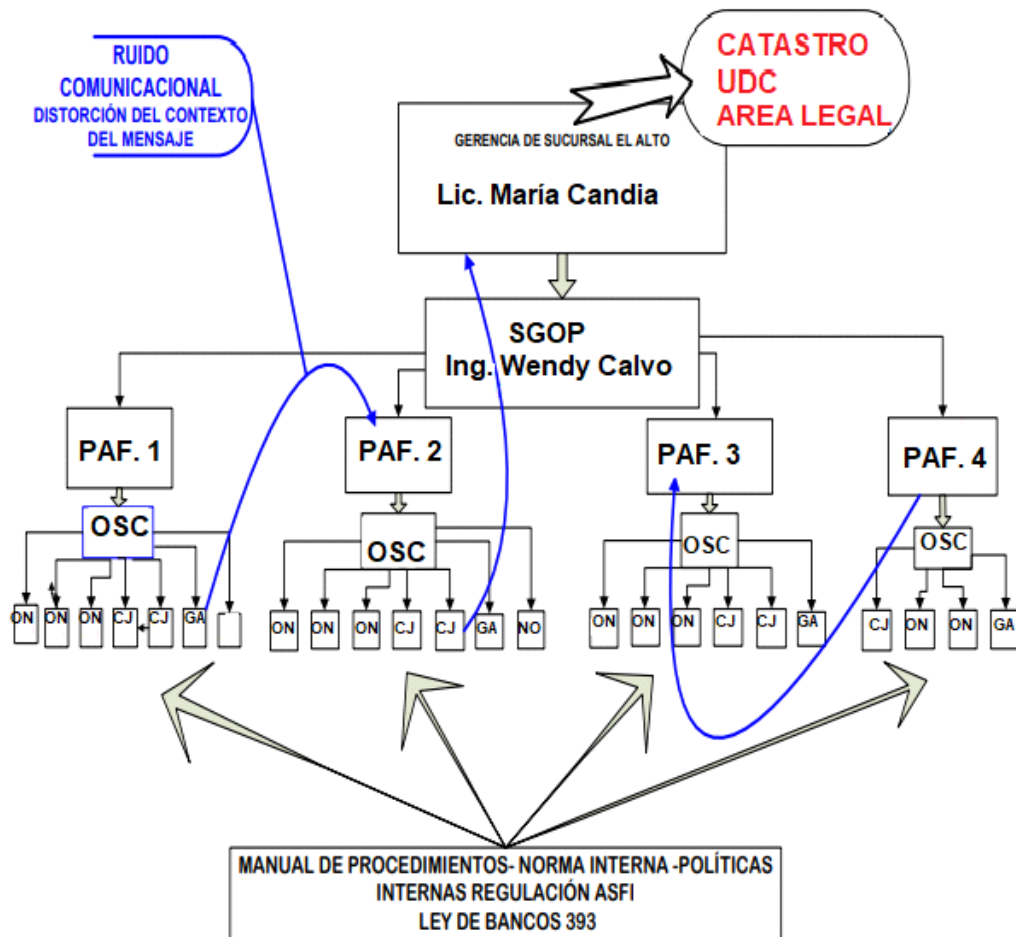 RUIDO
COMUNICACIONAL
DISTORCIÓN DEL CONTEXTO
DEL MENSAJE
CATASTRO
UDC
AREA LEGAL
GERENCIA DE SUCURSAL EL ALTO
Lic. María Candia
SGOP
Ing. Wendy Calvo
PAF. 1
PAF. 2
PAF. 3
PAF. 4
OSC
OSC
OSC
OSC
ON
ON
ON
CJ
CJ
GA
ON
ON
ON
CJ
CJ
GA
NO
ON
ON
ON
CJ
CJ
GA
CJ
ON
ON
GA
MANUAL DE PROCEDIMIENTOS- NORMA INTERNA -POLÍTICAS
INTERNAS REGULACIÓN ASFI
LEY DE BANCOS 393